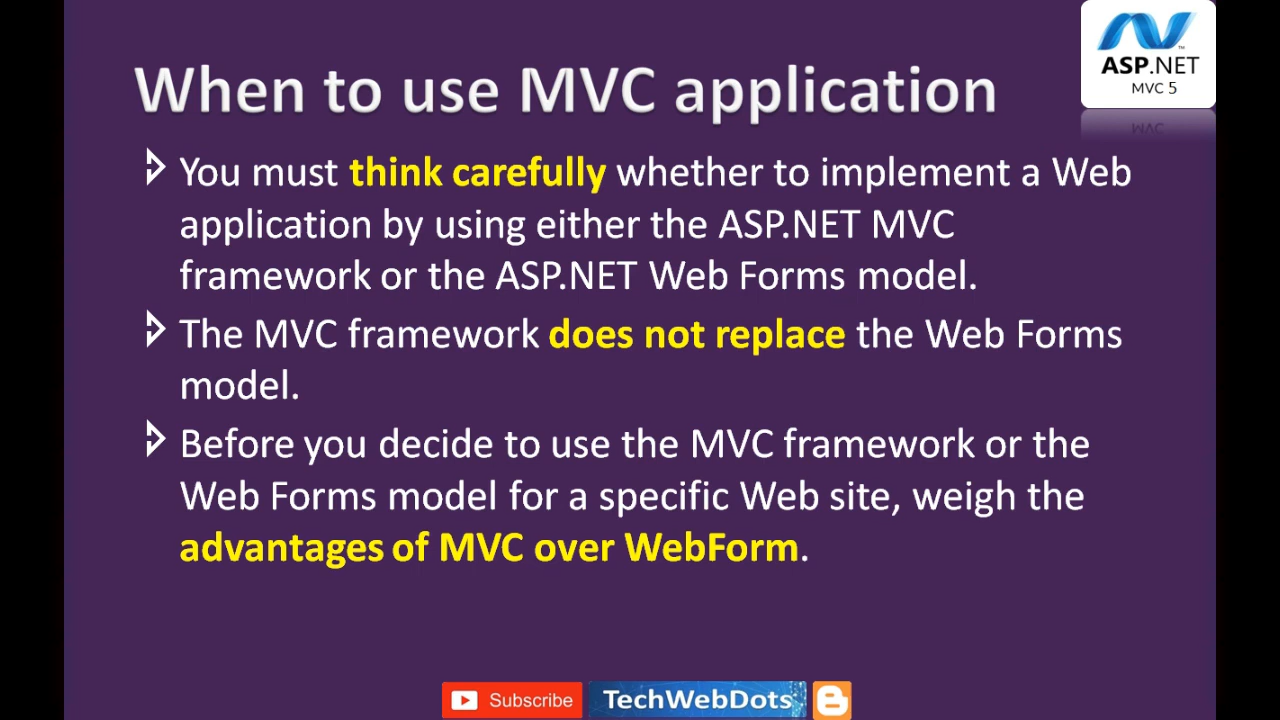 ASP.NET
MVC 5
When to use MVC application
You must think carefully whether to implement a Web
application by using either the ASP.NET MVC
framework or the ASP.NET Web Forms model.
The MVC framework does not replace the Web Forms
model.
Before you decide to use the MVC framework or the
Web Forms model for a specific Web site, weigh the
advantages of MVC over WebForm.
Subscribe TechWebDots